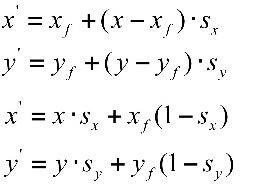 x' = x_f + (x − x_f) · s_x
y' = y_f + (y − y_f) · s_y
x' = x · s_x + x_f (1 − s_x)
y' = y · s_y + y_f (1 − s_y)